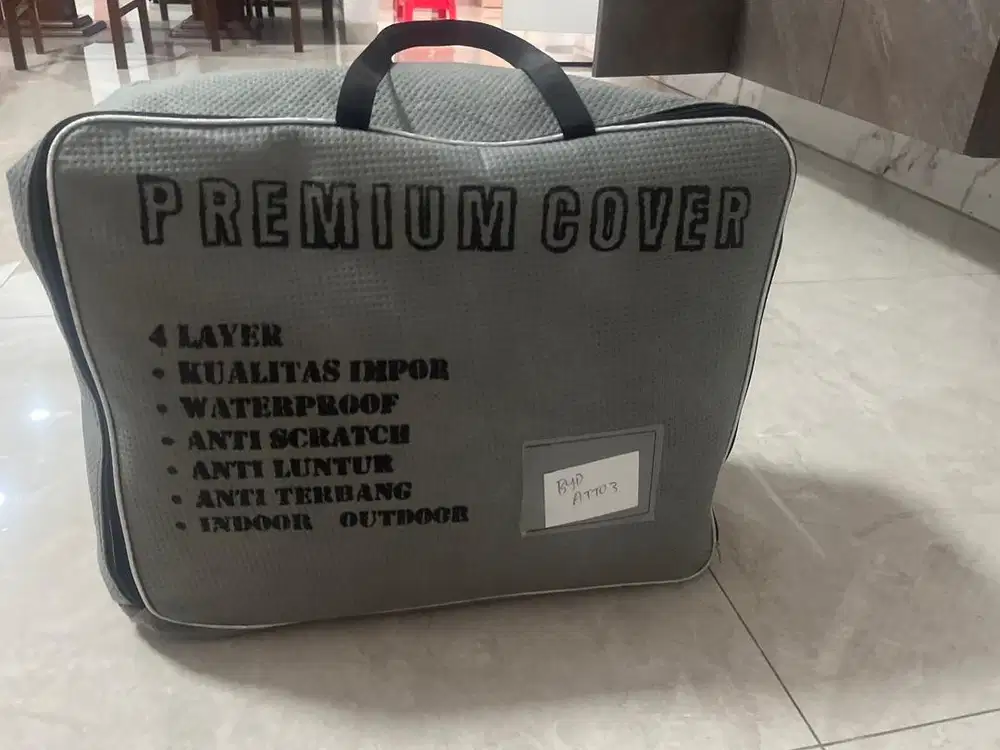 PREMIUM COVER
4 LAYER
• KUALITAS IMPOR
• WATERPROOF
• ANTI SCRATCH
• ANTI LUNTUR
• ANTI TERBANG
• INDOOR OUTDOOR
BYD
ATTO3